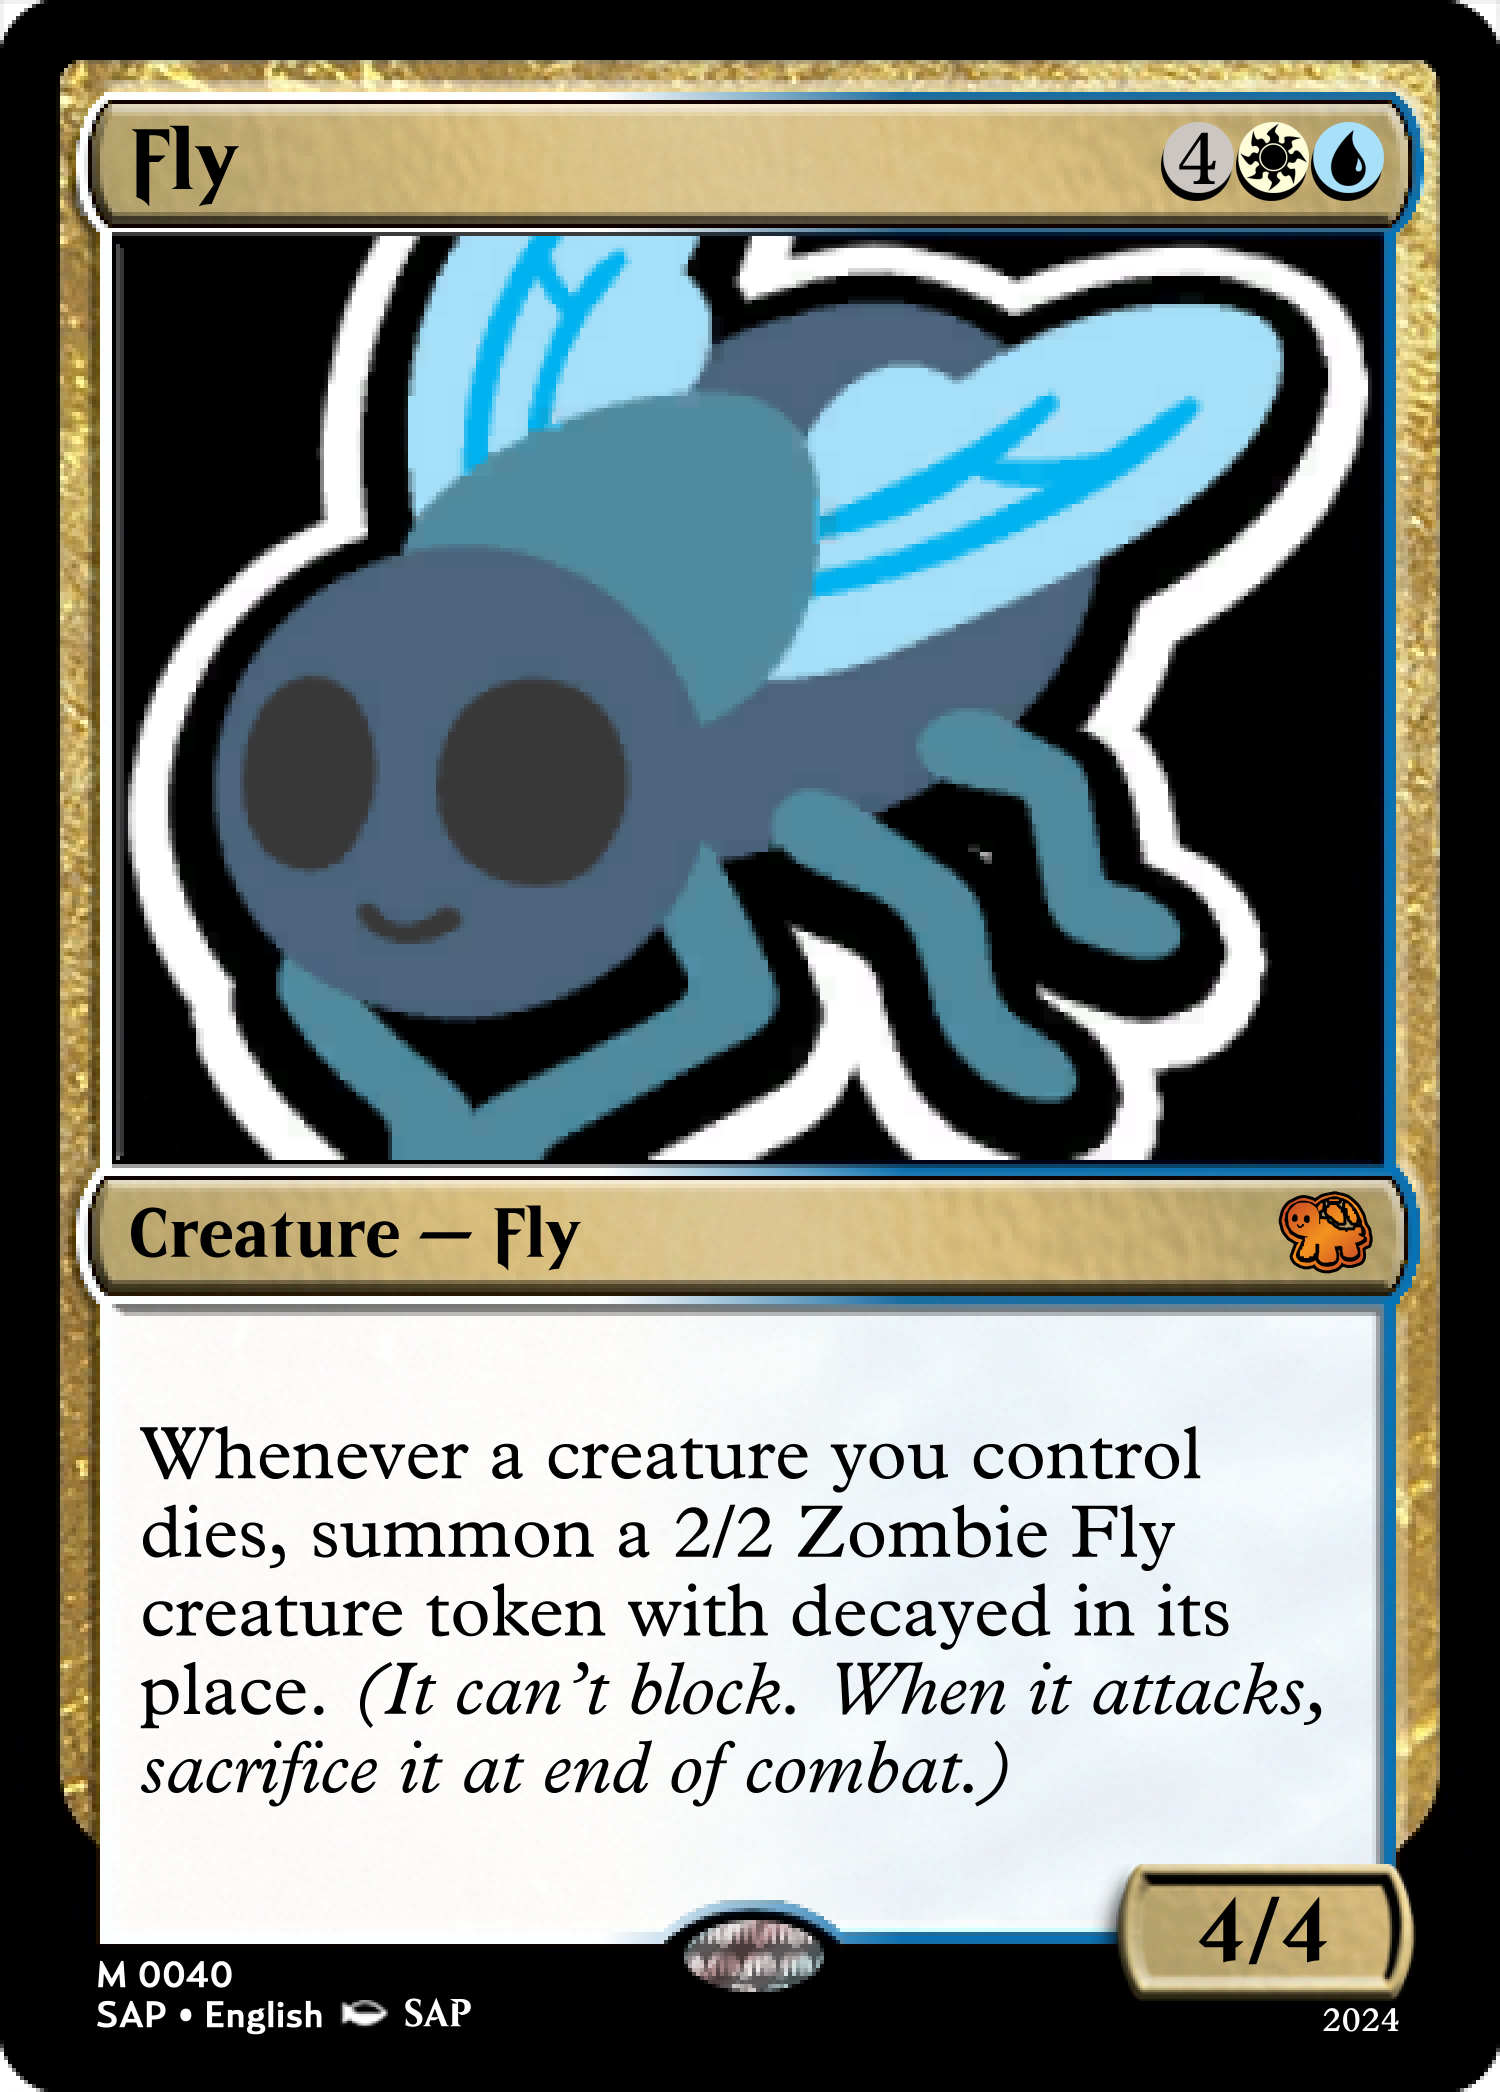 Fly 4
Creature — Fly
Whenever a creature you control
dies, summon a 2/2 Zombie Fly
creature token with decayed in its
place. (It can't block. When it attacks,
sacrifice it at end of combat.)
4/4
M 0040
SAP • English SAP
2024